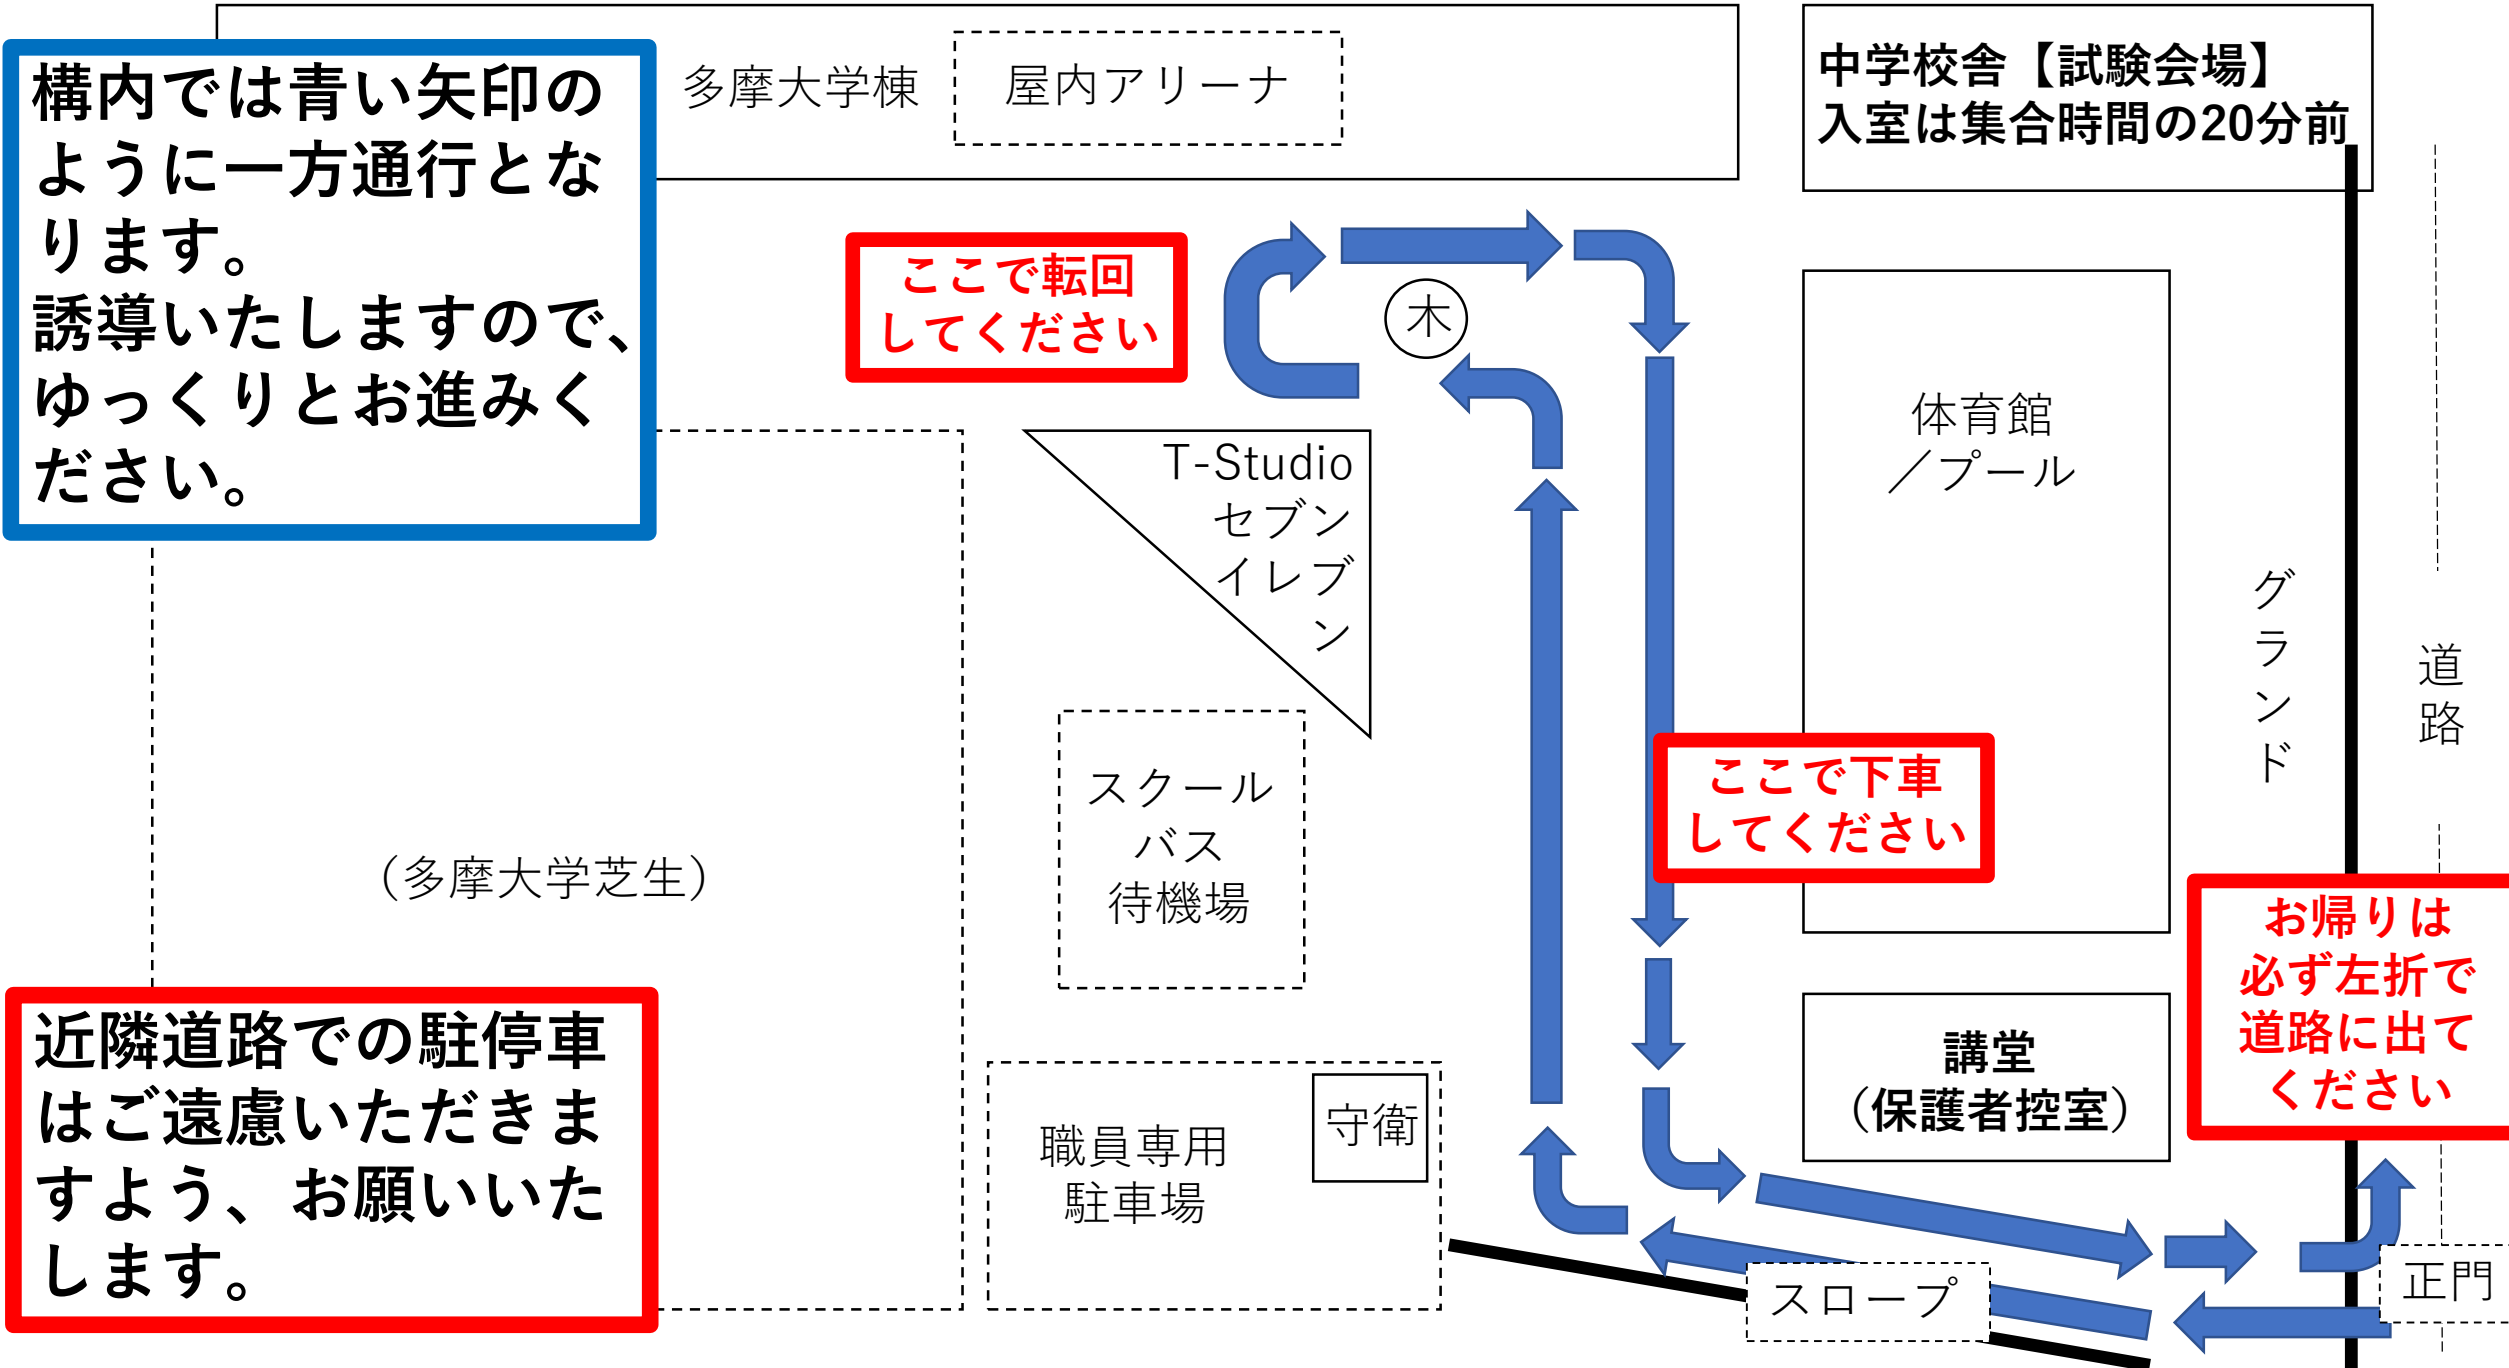 構内では青い矢印の
ように一方通行とな
ります。
誘導いたしますので、
ゆっくりとお進みく
ださい。
多摩大学棟
屋内アリーナ
中学校舎【試験会場】
入室は集合時間の20分前
ここで転回
してください
木
体育館
／プール
T-Studio
セブン
イレブ
ン
グランド
道路
スクール
バス
待機場
ここで下車
してください
（多摩大学芝生）
お帰りは
必ず左折で
道路に出て
ください
近隣道路での駐停車
はご遠慮いただきま
すよう、お願いいた
します。
職員専用
駐車場
守衛
講堂
（保護者控室）
スロープ
正門